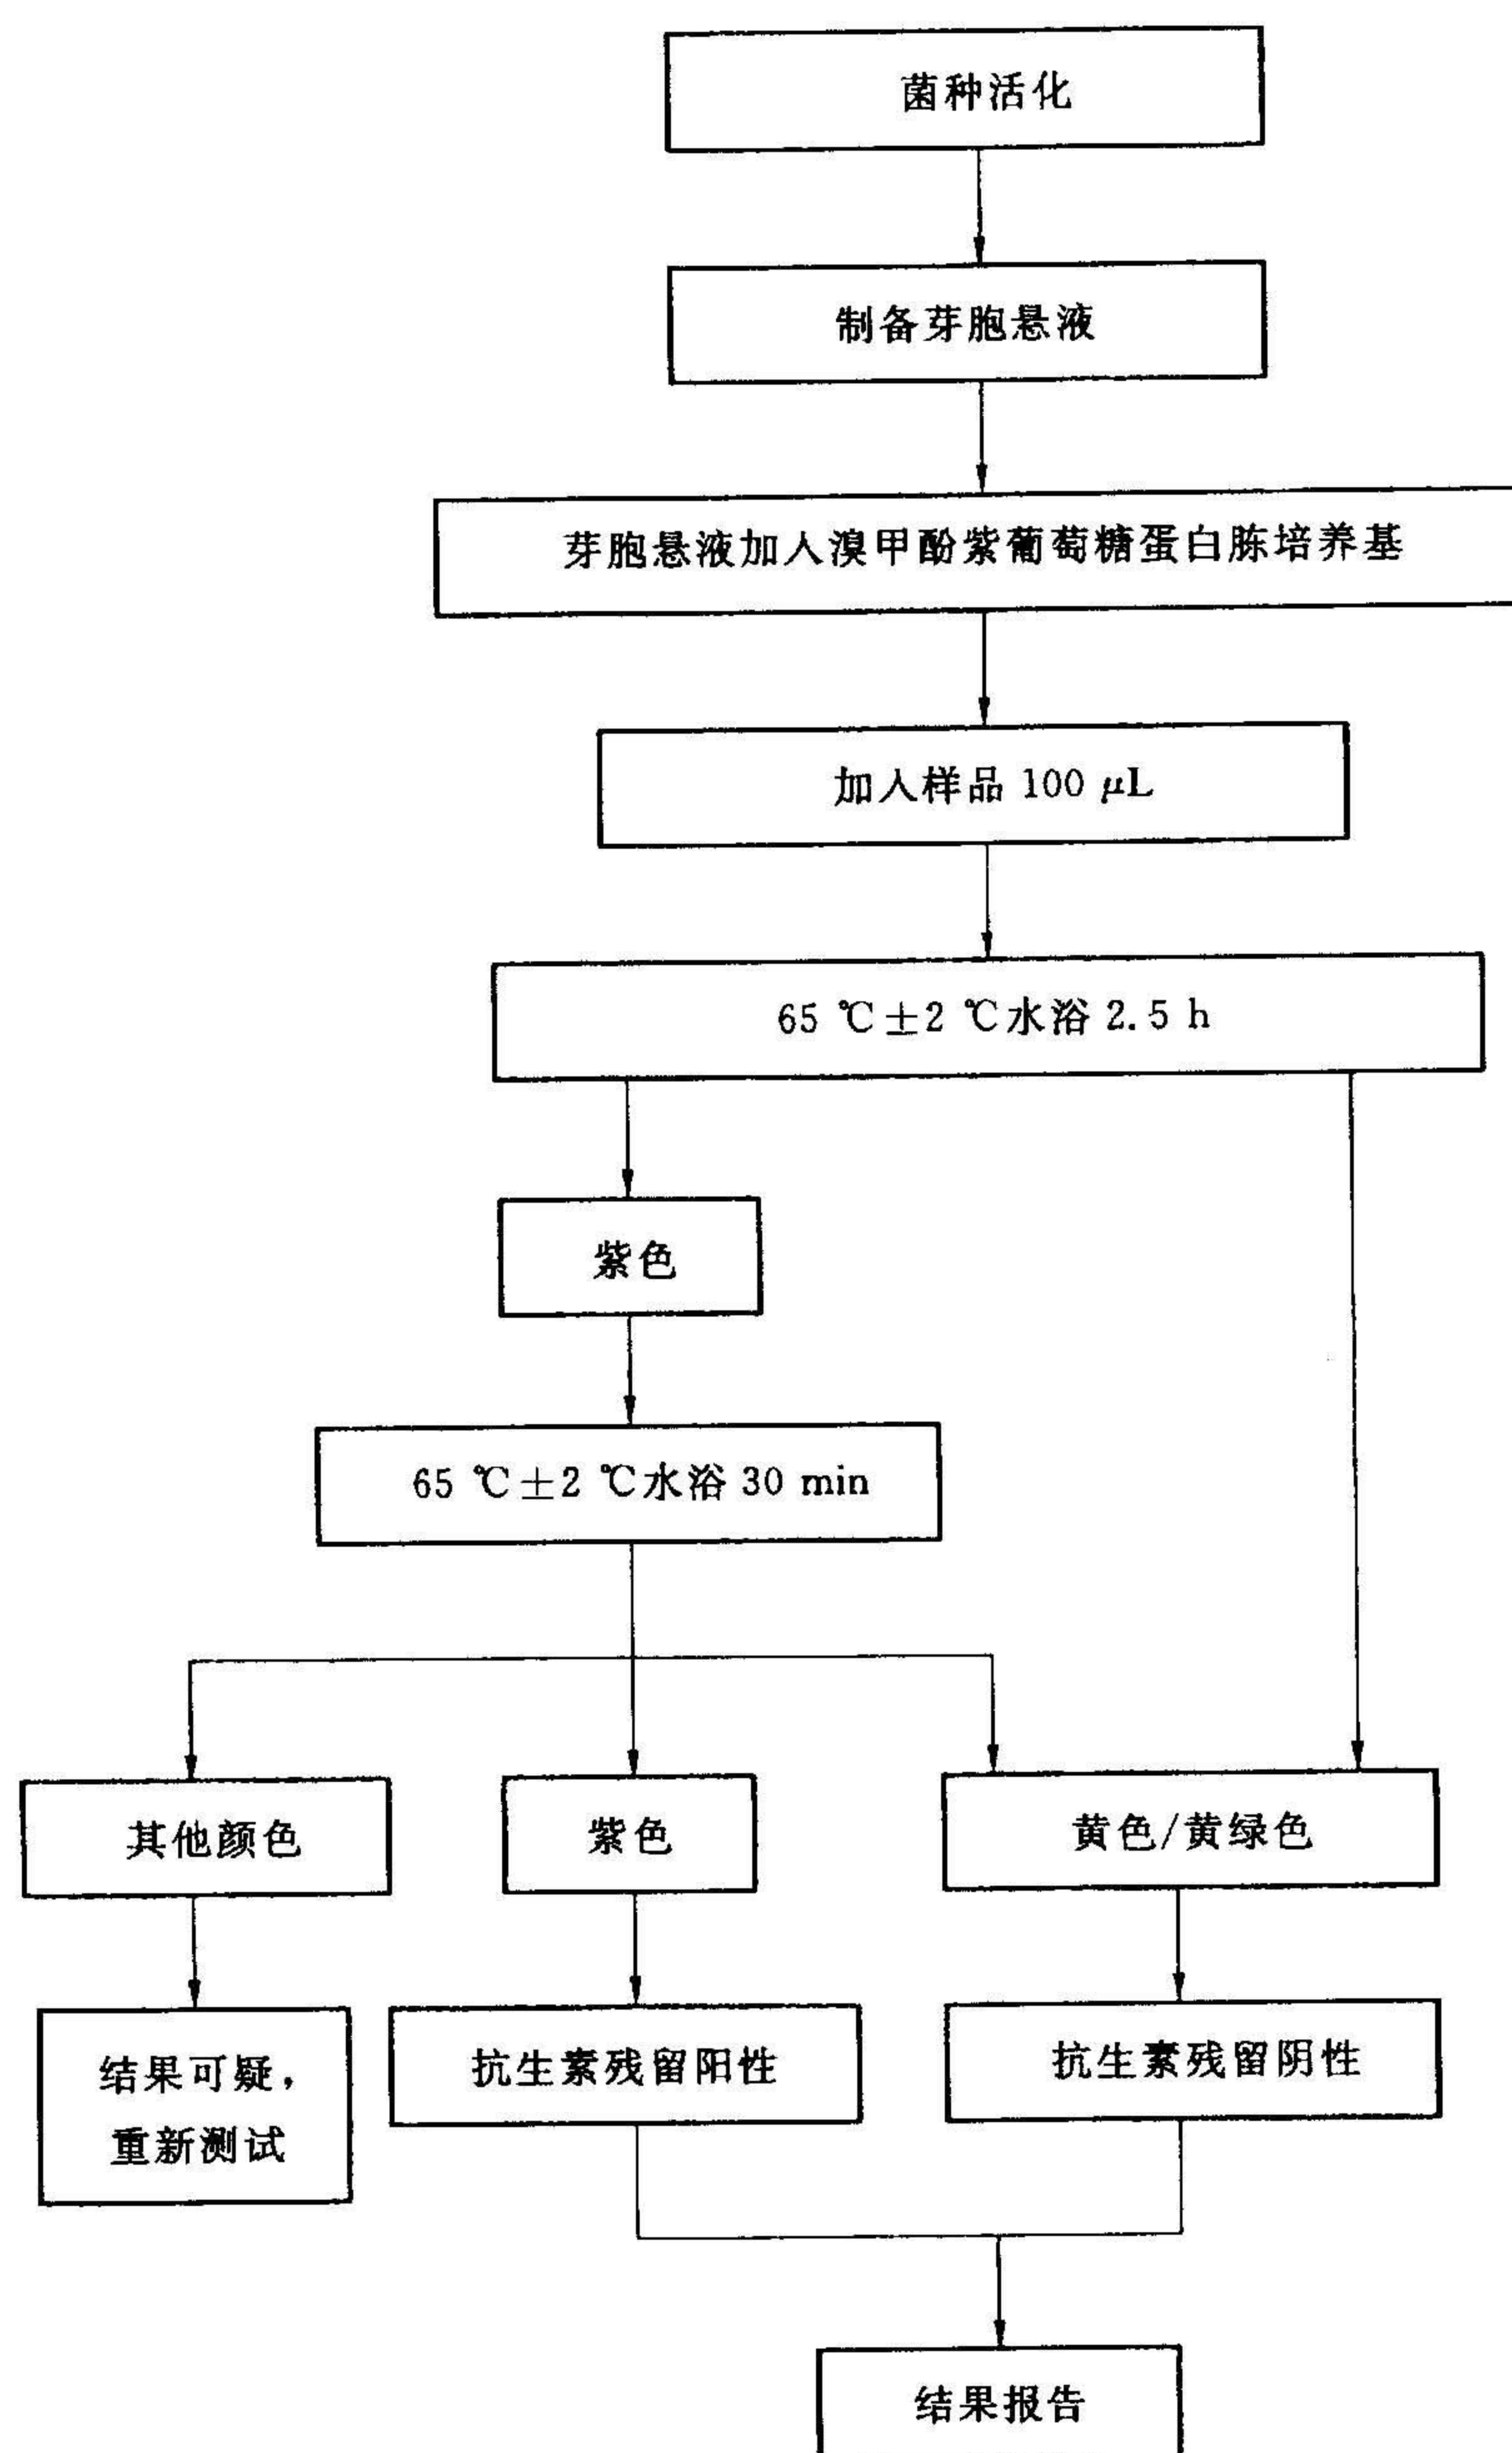 菌种活化
制备芽胞悬液
芽胞悬液加入溴甲酚紫葡萄糖蛋白胨培养基
加入样品 100 μL
65 ℃±2 ℃水浴 2.5 h
紫色
65 ℃±2 ℃水浴 30 min
其他颜色
紫色
黄色/黄绿色
结果可疑，
重新测试
抗生素残留阳性
抗生素残留阴性
结果报告